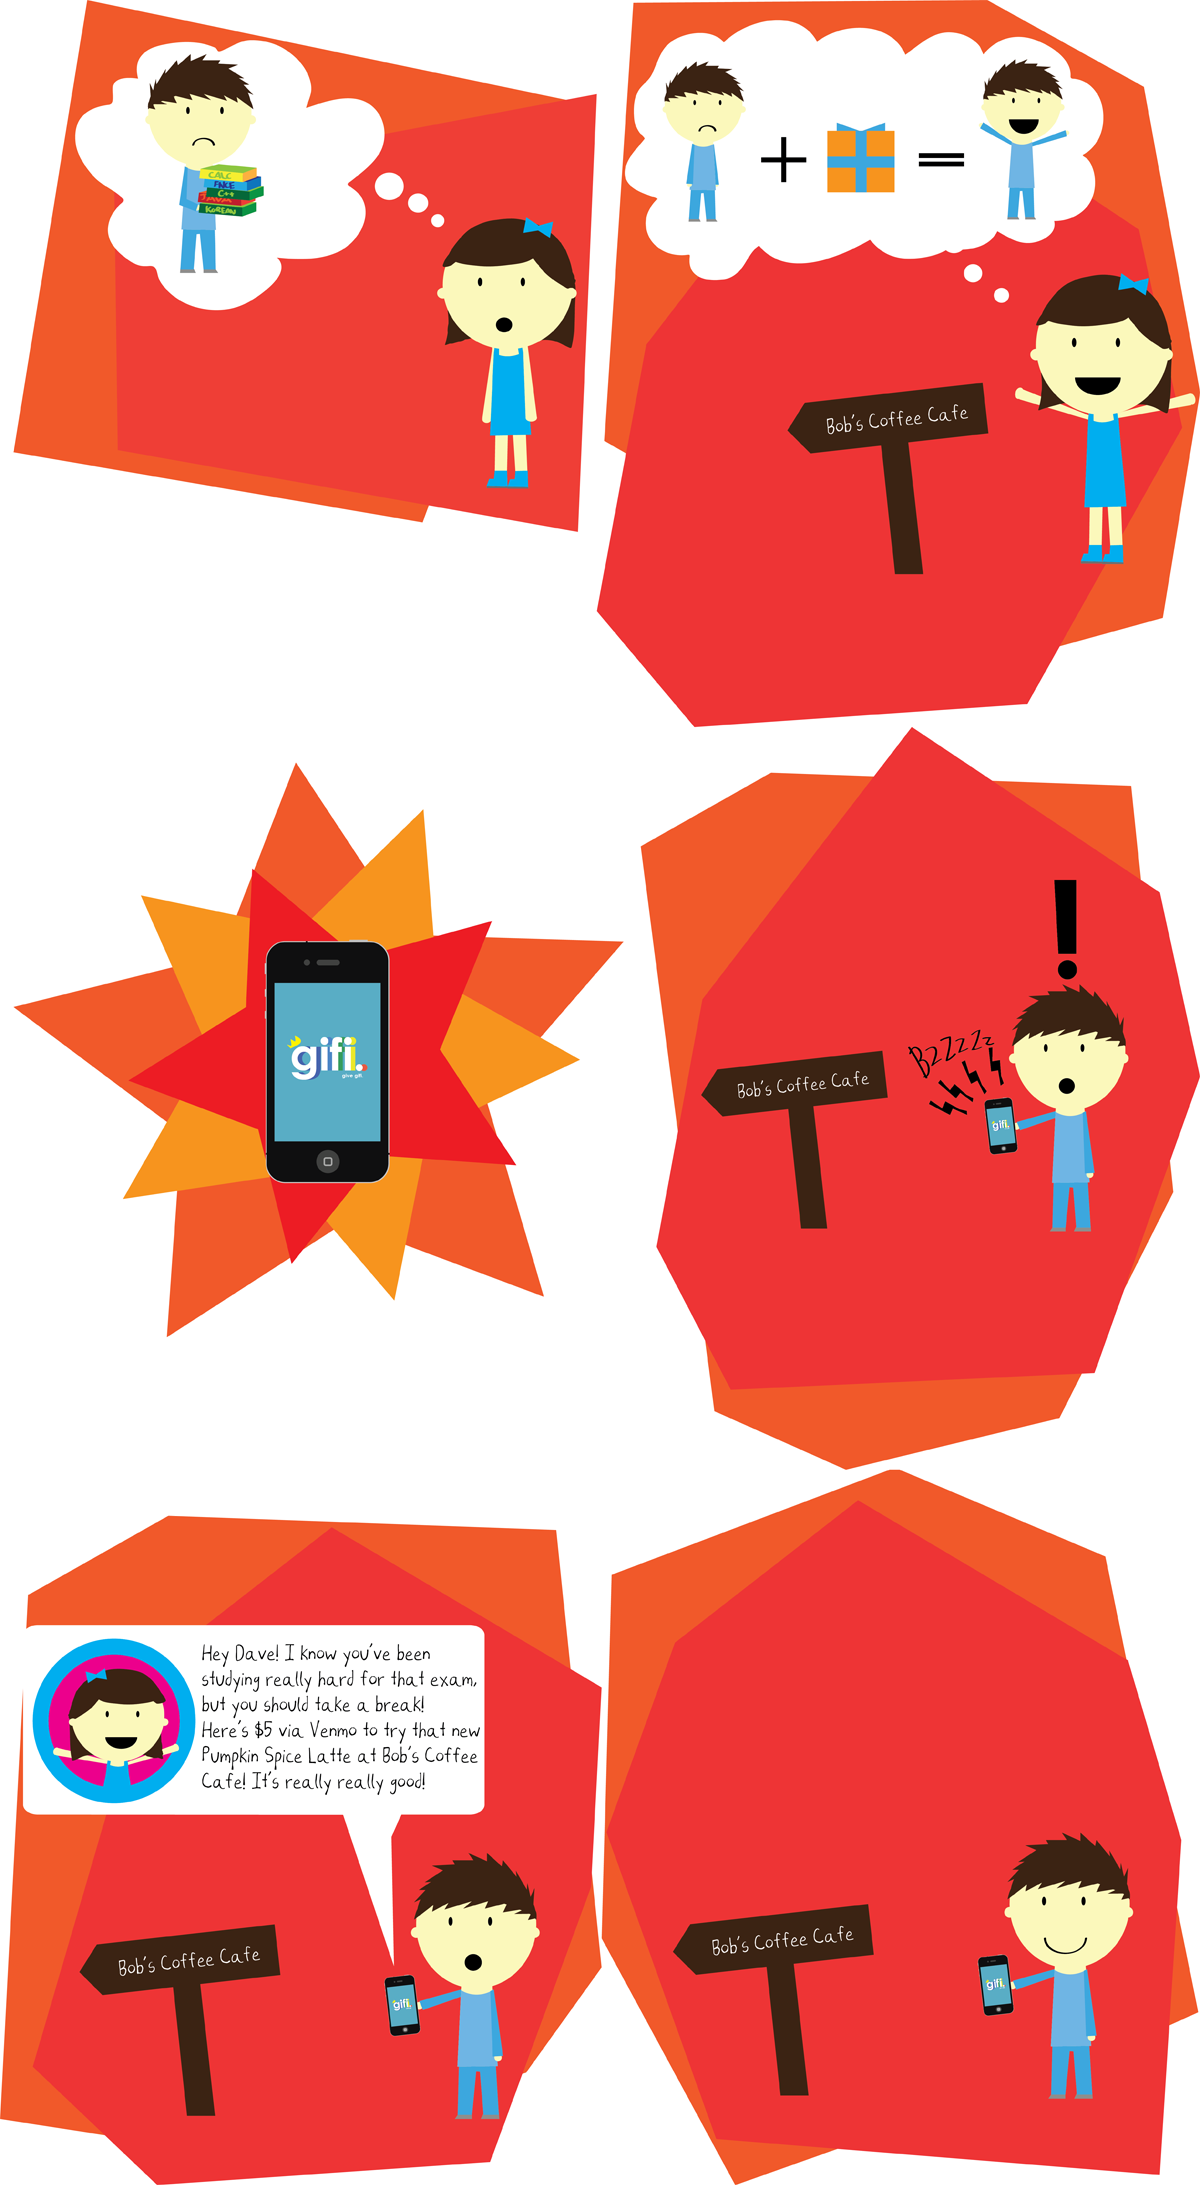 CALC
FAKE
C++
KOREAN
Bob's Coffee Cafe
gifi.
give gift
Bob's Coffee Cafe
BzZzZz
gifi.
Hey Dave! I know you've been
studying really hard for that exam,
but you should take a break!
Here's $5 via Venmo to try that new
Pumpkin Spice Latte at Bob's Coffee
Cafe! It's really really good!
Bob's Coffee Cafe
gifi.
Bob's Coffee Cafe
gifi.